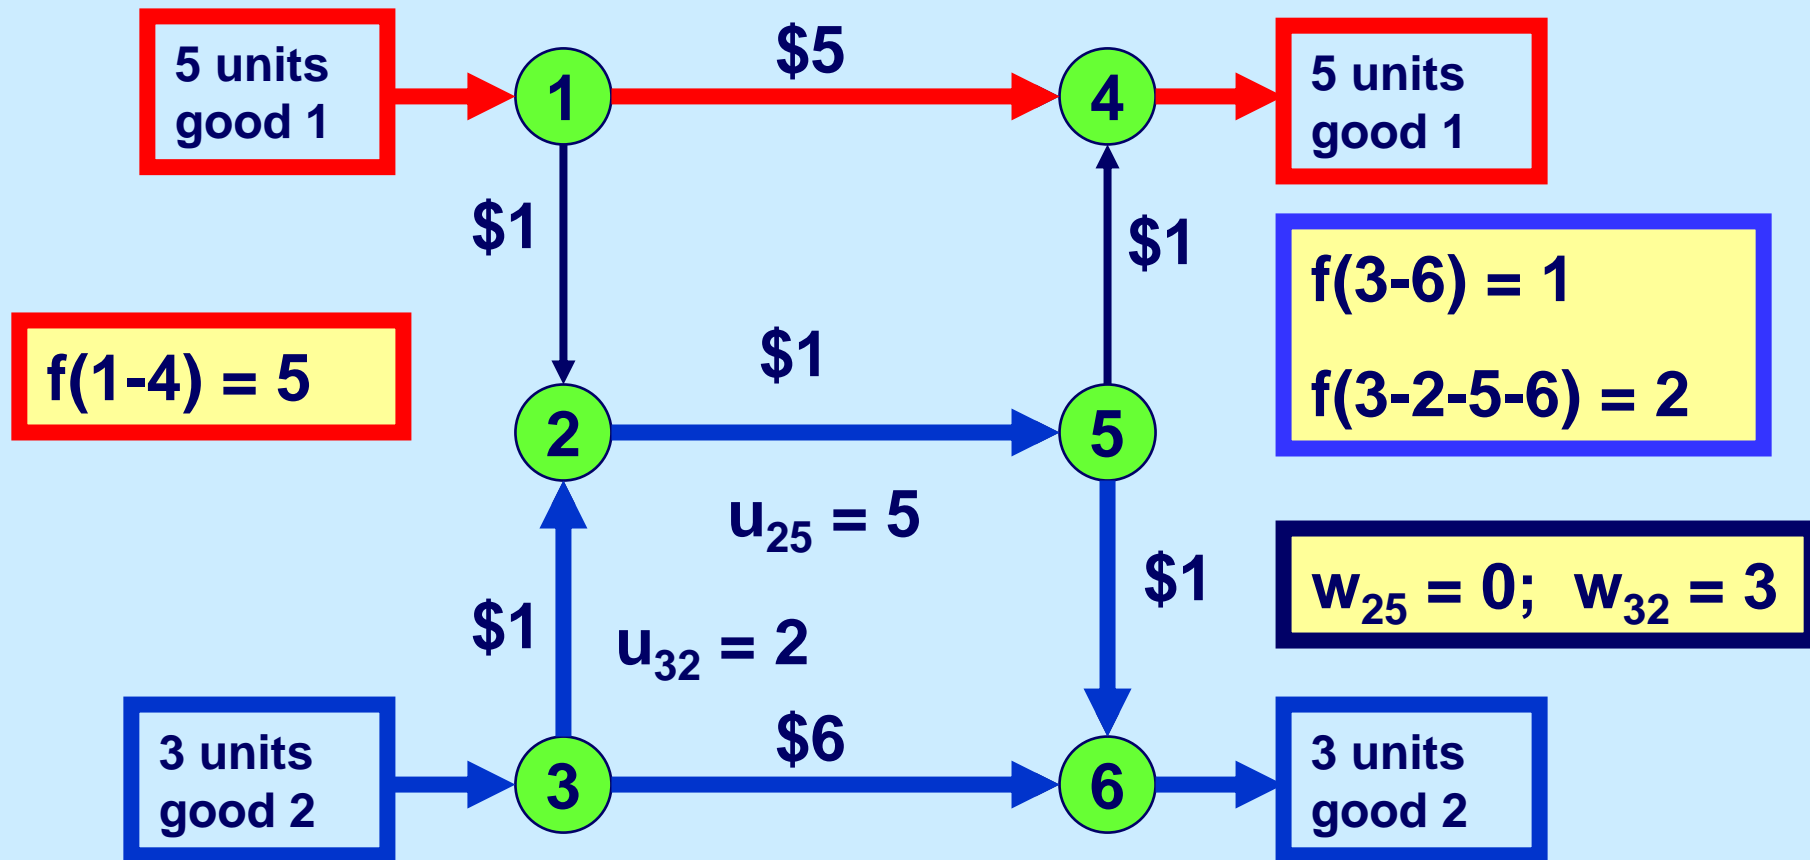 5 units
good 1
1
$5
4
5 units
good 1
$1
$1
f(3-6) = 1
f(1-4) = 5
$1
f(3-2-5-6) = 2
2
5
u25 = 5
$1
w25 = 0; w32 = 3
$1
u32 = 2
3 units
good 2
3
$6
6
3 units
good 2